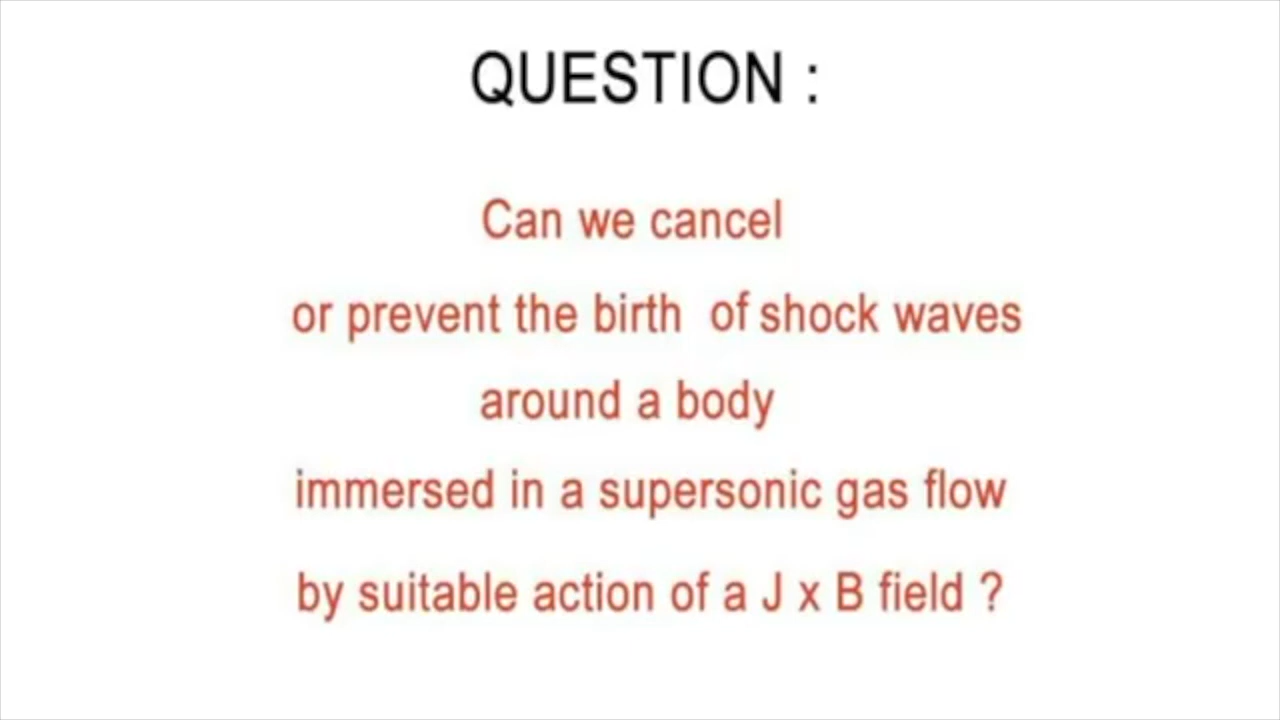 QUESTION :
Can we cancel
or prevent the birth of shock waves
around a body
immersed in a supersonic gas flow
by suitable action of a J x B field ?